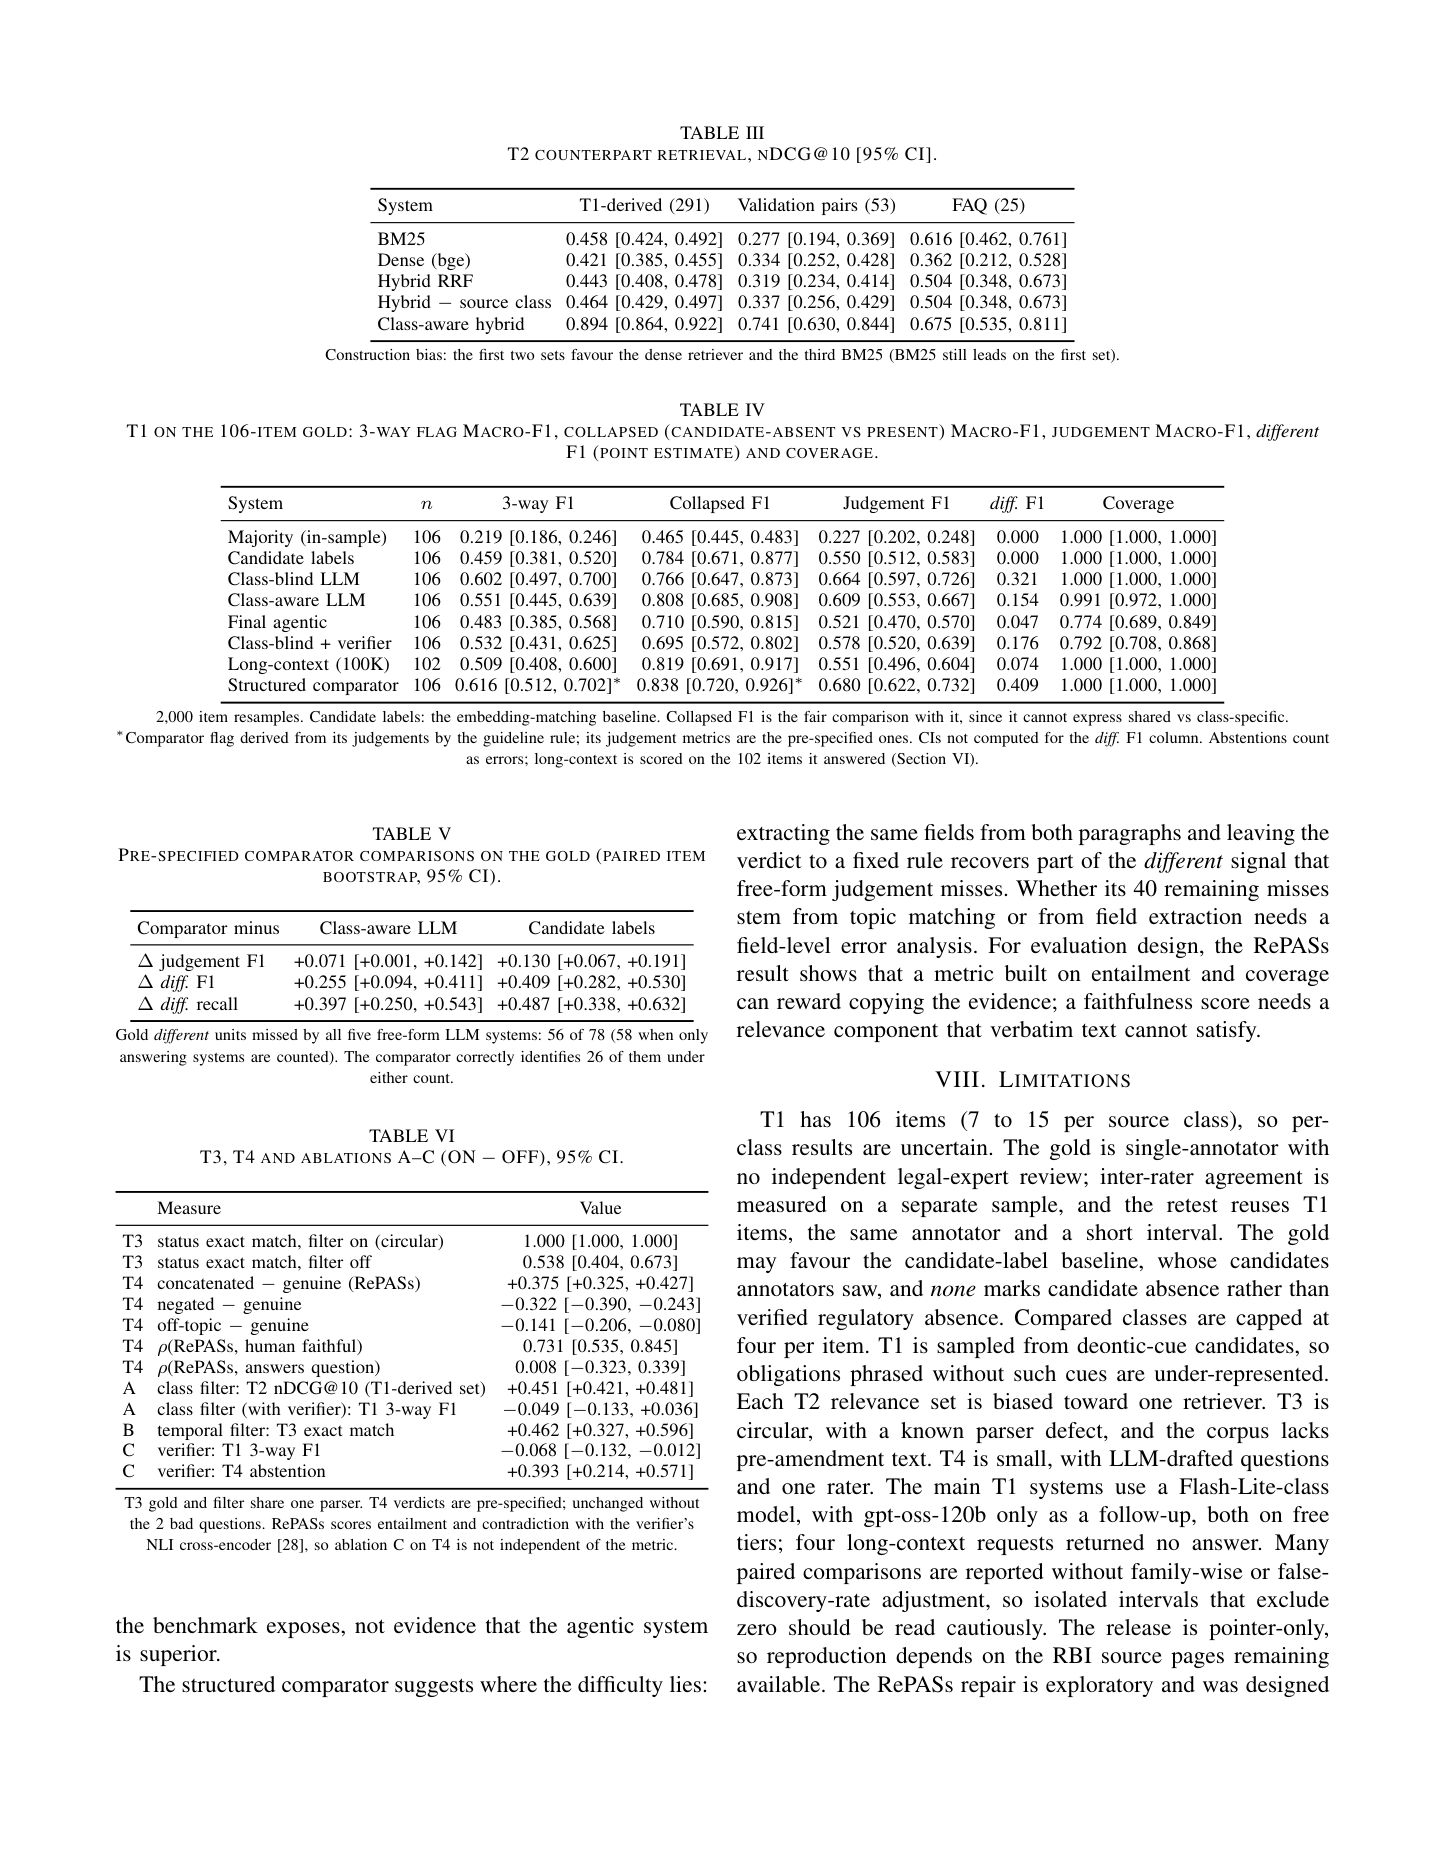 TABLE III
T2 COUNTERPART RETRIEVAL, NDCG@10 [95% CI].
System T1-derived (291) Validation pairs (53) FAQ (25)
BM25 0.458 [0.424, 0.492] 0.277 [0.194, 0.369] 0.616 [0.462, 0.761]
Dense (bge) 0.421 [0.385, 0.455] 0.334 [0.252, 0.428] 0.362 [0.212, 0.528]
Hybrid RRF 0.443 [0.408, 0.478] 0.319 [0.234, 0.414] 0.504 [0.348, 0.673]
Hybrid − source class 0.464 [0.429, 0.497] 0.337 [0.256, 0.429] 0.504 [0.348, 0.673]
Class-aware hybrid 0.894 [0.864, 0.922] 0.741 [0.630, 0.844] 0.675 [0.535, 0.811]
Construction bias: the first two sets favour the dense retriever and the third BM25 (BM25 still leads on the first set).
TABLE IV
T1 ON THE 106-ITEM GOLD: 3-WAY FLAG MACRO-F1, COLLAPSED (CANDIDATE-ABSENT VS PRESENT) MACRO-F1, JUDGEMENT MACRO-F1, different
F1 (POINT ESTIMATE) AND COVERAGE.
System n 3-way F1 Collapsed F1 Judgement F1 diff. F1 Coverage
Majority (in-sample) 106 0.219 [0.186, 0.246] 0.465 [0.445, 0.483] 0.227 [0.202, 0.248] 0.000 1.000 [1.000, 1.000]
Candidate labels 106 0.459 [0.381, 0.520] 0.784 [0.671, 0.877] 0.550 [0.512, 0.583] 0.000 1.000 [1.000, 1.000]
Class-blind LLM 106 0.602 [0.497, 0.700] 0.766 [0.647, 0.873] 0.664 [0.597, 0.726] 0.321 1.000 [1.000, 1.000]
Class-aware LLM 106 0.551 [0.445, 0.639] 0.808 [0.685, 0.908] 0.609 [0.553, 0.667] 0.154 0.991 [0.972, 1.000]
Final agentic 106 0.483 [0.385, 0.568] 0.710 [0.590, 0.815] 0.521 [0.470, 0.570] 0.047 0.774 [0.689, 0.849]
Class-blind + verifier 106 0.532 [0.431, 0.625] 0.695 [0.572, 0.802] 0.578 [0.520, 0.639] 0.176 0.792 [0.708, 0.868]
Long-context (100K) 102 0.509 [0.408, 0.600] 0.819 [0.691, 0.917] 0.551 [0.496, 0.604] 0.074 1.000 [1.000, 1.000]
Structured comparator 106 0.616 [0.512, 0.702]* 0.838 [0.720, 0.926]* 0.680 [0.622, 0.732] 0.409 1.000 [1.000, 1.000]
2,000 item resamples. Candidate labels: the embedding-matching baseline. Collapsed F1 is the fair comparison with it, since it cannot express shared vs class-specific.
*Comparator flag derived from its judgements by the guideline rule; its judgement metrics are the pre-specified ones. CIs not computed for the diff. F1 column. Abstentions count
as errors; long-context is scored on the 102 items it answered (Section VI).
TABLE V
PRE-SPECIFIED COMPARATOR COMPARISONS ON THE GOLD (PAIRED ITEM
BOOTSTRAP, 95% CI).
Comparator minus Class-aware LLM Candidate labels
Δ judgement F1 +0.071 [+0.001, +0.142] +0.130 [+0.067, +0.191]
Δ diff. F1 +0.255 [+0.094, +0.411] +0.409 [+0.282, +0.530]
Δ diff. recall +0.397 [+0.250, +0.543] +0.487 [+0.338, +0.632]
Gold different units missed by all five free-form LLM systems: 56 of 78 (58 when only
answering systems are counted). The comparator correctly identifies 26 of them under
either count.
TABLE VI
T3, T4 AND ABLATIONS A–C (ON − OFF), 95% CI.
Measure Value
T3 status exact match, filter on (circular) 1.000 [1.000, 1.000]
T3 status exact match, filter off 0.538 [0.404, 0.673]
T4 concatenated − genuine (RePASs) +0.375 [+0.325, +0.427]
T4 negated − genuine −0.322 [−0.390, −0.243]
T4 off-topic − genuine −0.141 [−0.206, −0.080]
T4 ρ(RePASs, human faithful) 0.731 [0.535, 0.845]
T4 ρ(RePASs, answers question) 0.008 [−0.323, 0.339]
A class filter: T2 nDCG@10 (T1-derived set) +0.451 [+0.421, +0.481]
A class filter (with verifier): T1 3-way F1 −0.049 [−0.133, +0.036]
B temporal filter: T3 exact match +0.462 [+0.327, +0.596]
C verifier: T1 3-way F1 −0.068 [−0.132, −0.012]
C verifier: T4 abstention +0.393 [+0.214, +0.571]
T3 gold and filter share one parser. T4 verdicts are pre-specified; unchanged without
the 2 bad questions. RePASs scores entailment and contradiction with the verifier's
NLI cross-encoder [28], so ablation C on T4 is not independent of the metric.
the benchmark exposes, not evidence that the agentic system
is superior.
The structured comparator suggests where the difficulty lies:
extracting the same fields from both paragraphs and leaving the
verdict to a fixed rule recovers part of the different signal that
free-form judgement misses. Whether its 40 remaining misses
stem from topic matching or from field extraction needs a
field-level error analysis. For evaluation design, the RePASs
result shows that a metric built on entailment and coverage
can reward copying the evidence; a faithfulness score needs a
relevance component that verbatim text cannot satisfy.
VIII. LIMITATIONS
T1 has 106 items (7 to 15 per source class), so per-
class results are uncertain. The gold is single-annotator with
no independent legal-expert review; inter-rater agreement is
measured on a separate sample, and the retest reuses T1
items, the same annotator and a short interval. The gold
may favour the candidate-label baseline, whose candidates
annotators saw, and none marks candidate absence rather than
verified regulatory absence. Compared classes are capped at
four per item. T1 is sampled from deontic-cue candidates, so
obligations phrased without such cues are under-represented.
Each T2 relevance set is biased toward one retriever. T3 is
circular, with a known parser defect, and the corpus lacks
pre-amendment text. T4 is small, with LLM-drafted questions
and one rater. The main T1 systems use a Flash-Lite-class
model, with gpt-oss-120b only as a follow-up, both on free
tiers; four long-context requests returned no answer. Many
paired comparisons are reported without family-wise or false-
discovery-rate adjustment, so isolated intervals that exclude
zero should be read cautiously. The release is pointer-only,
so reproduction depends on the RBI source pages remaining
available. The RePASs repair is exploratory and was designed